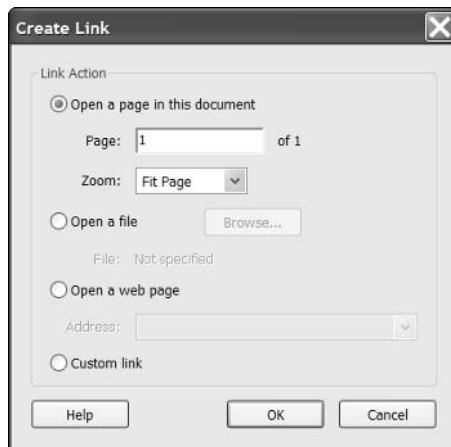 Create Link
Link Action
Open a page in this document
Page: 1 of 1
Zoom: Fit Page
Open a file Browse...
File: Not specified
Open a web page
Address:
Custom link
Help OK Cancel